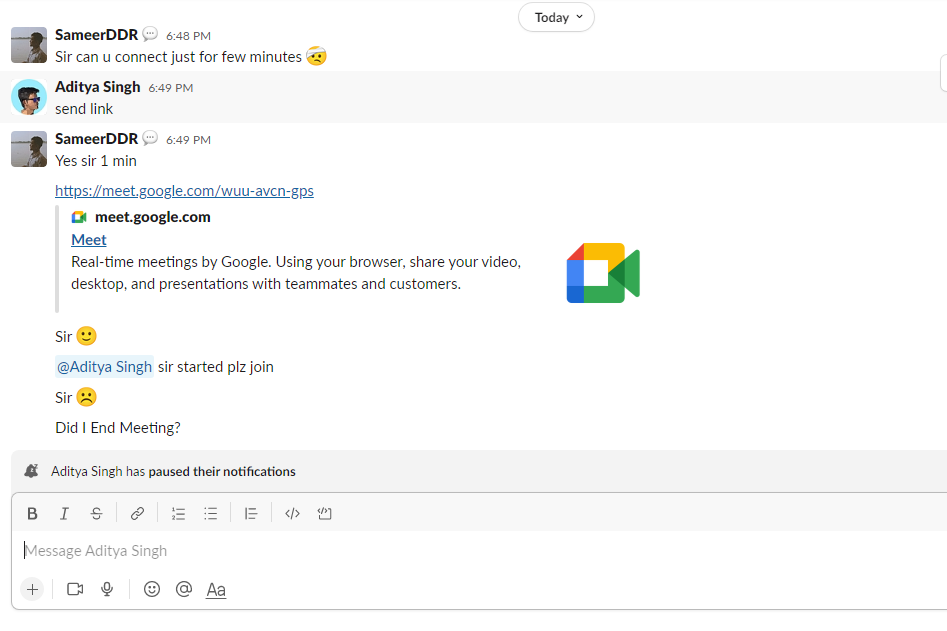 Today
SameerDDR 6:48 PM
Sir can u connect just for few minutes 🤕
Aditya Singh 6:49 PM
send link
SameerDDR 6:49 PM
Yes sir 1 min
https://meet.google.com/wuu-avcn-gps
meet.google.com
Meet
Real-time meetings by Google. Using your browser, share your video,
desktop, and presentations with teammates and customers.
Sir 🙂
@Aditya Singh sir started plz join
Sir ☹️
Did I End Meeting?
Aditya Singh has paused their notifications
B I S
Message Aditya Singh
Aa